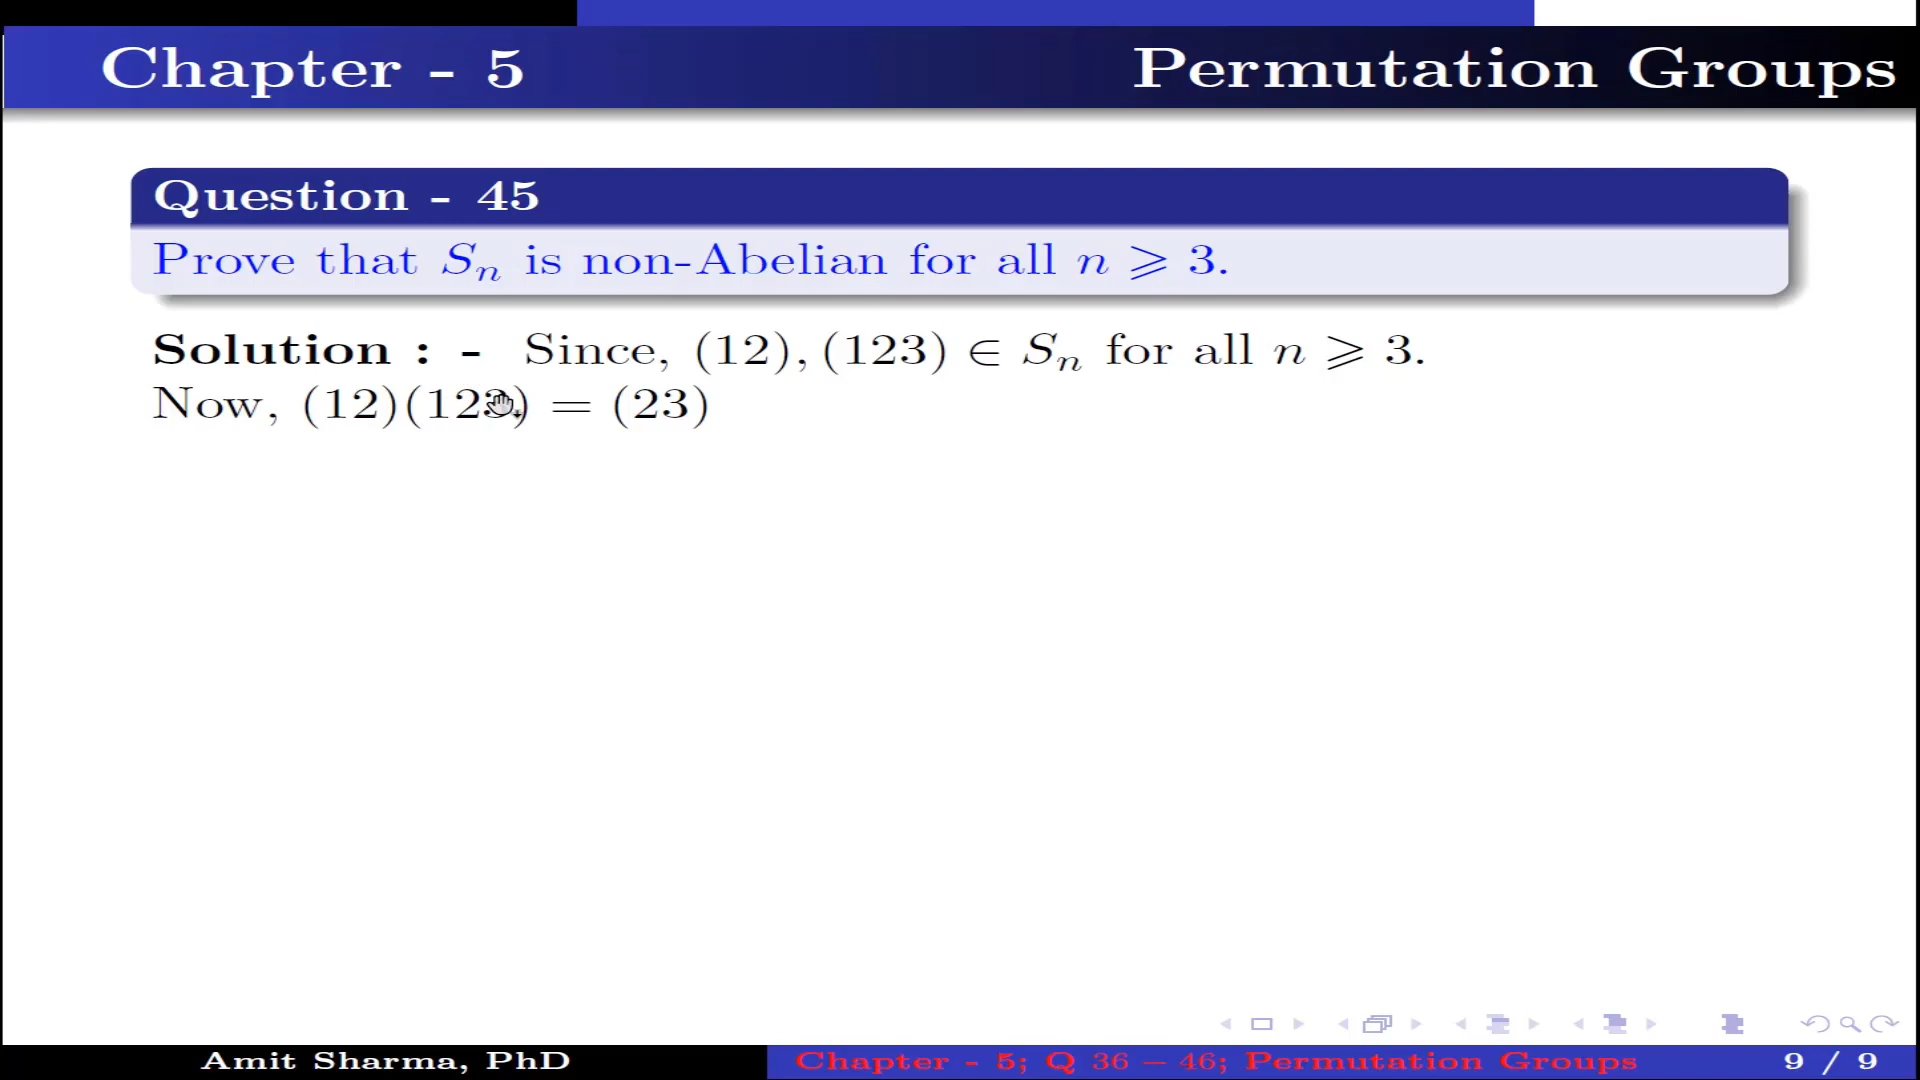 Chapter - 5 Permutation Groups
Question - 45
Prove that Sₙ is non-Abelian for all n ⩾ 3.
Solution : - Since, (12), (123) ∈ Sₙ for all n ⩾ 3.
Now, (12)(123) = (23)
Amit Sharma, PhD Chapter - 5; Q 36 – 46; Permutation Groups 9 / 9